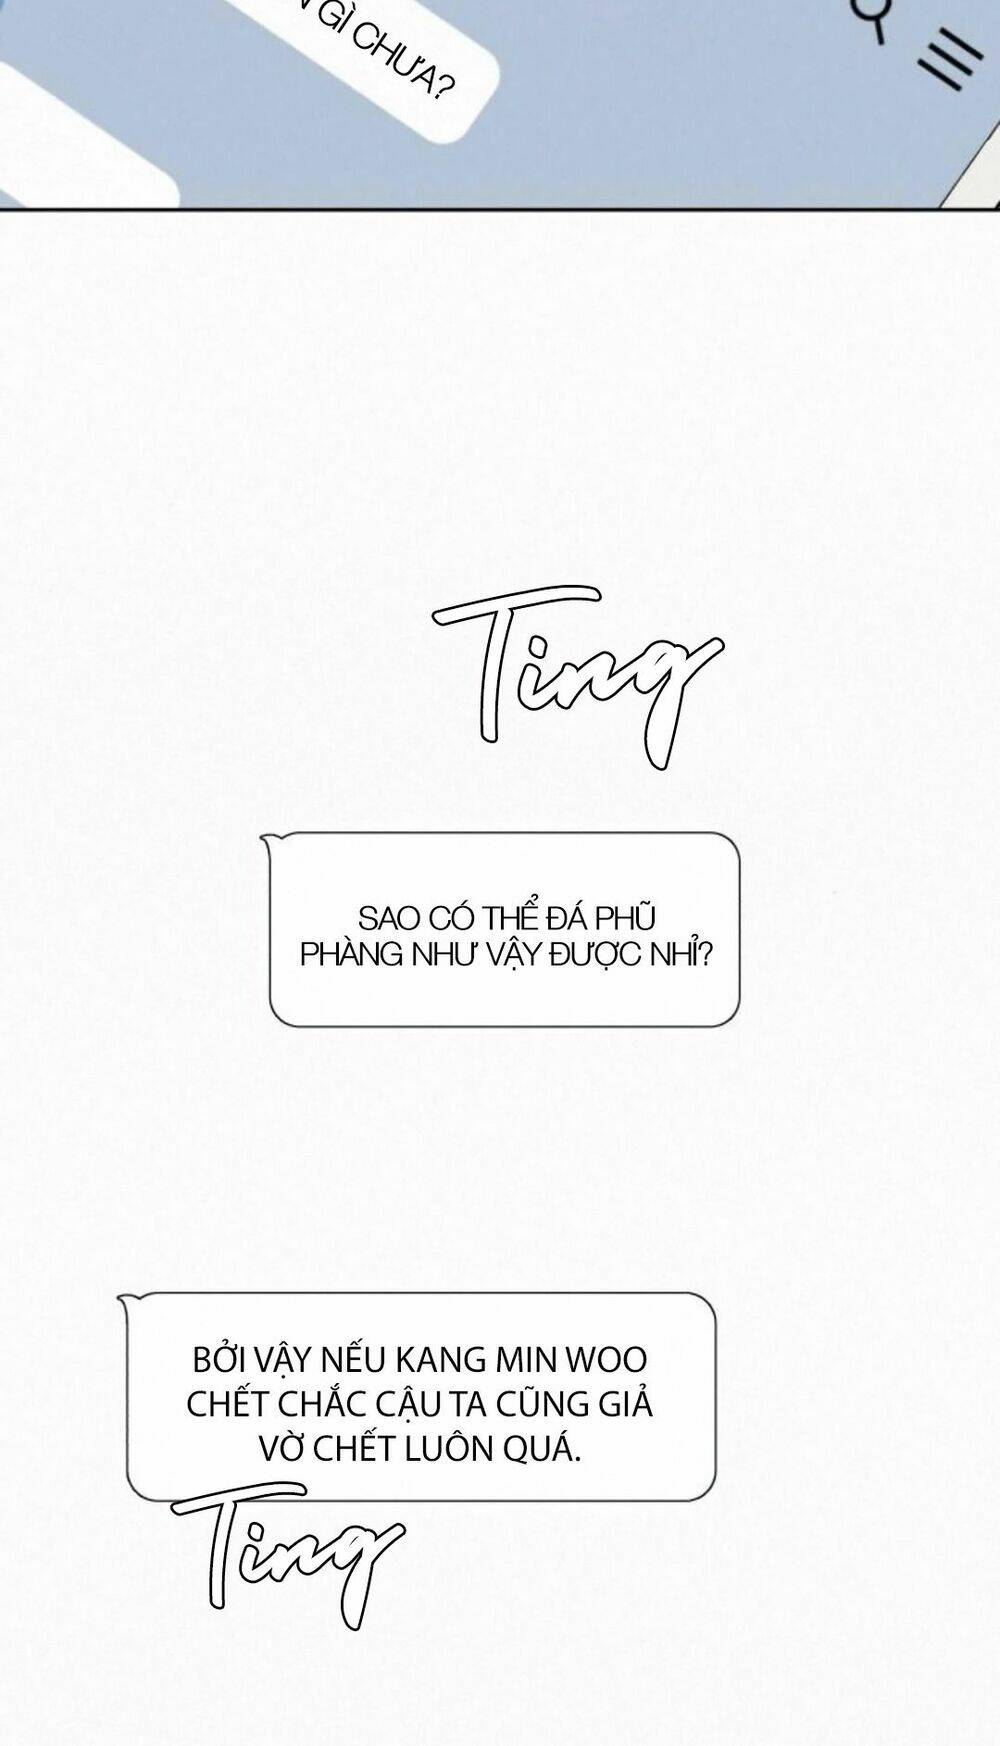 GÌ CHƯA?
Ting
SAO CÓ THỂ ĐÁ PHŨ
PHÀNG NHƯ VẬY ĐƯỢC NHỈ?
BỞI VẬY NẾU KANG MIN WOO
CHẾT CHẮC CẬU TA CŨNG GIẢ
VỜ CHẾT LUÔN QUÁ.
Ting